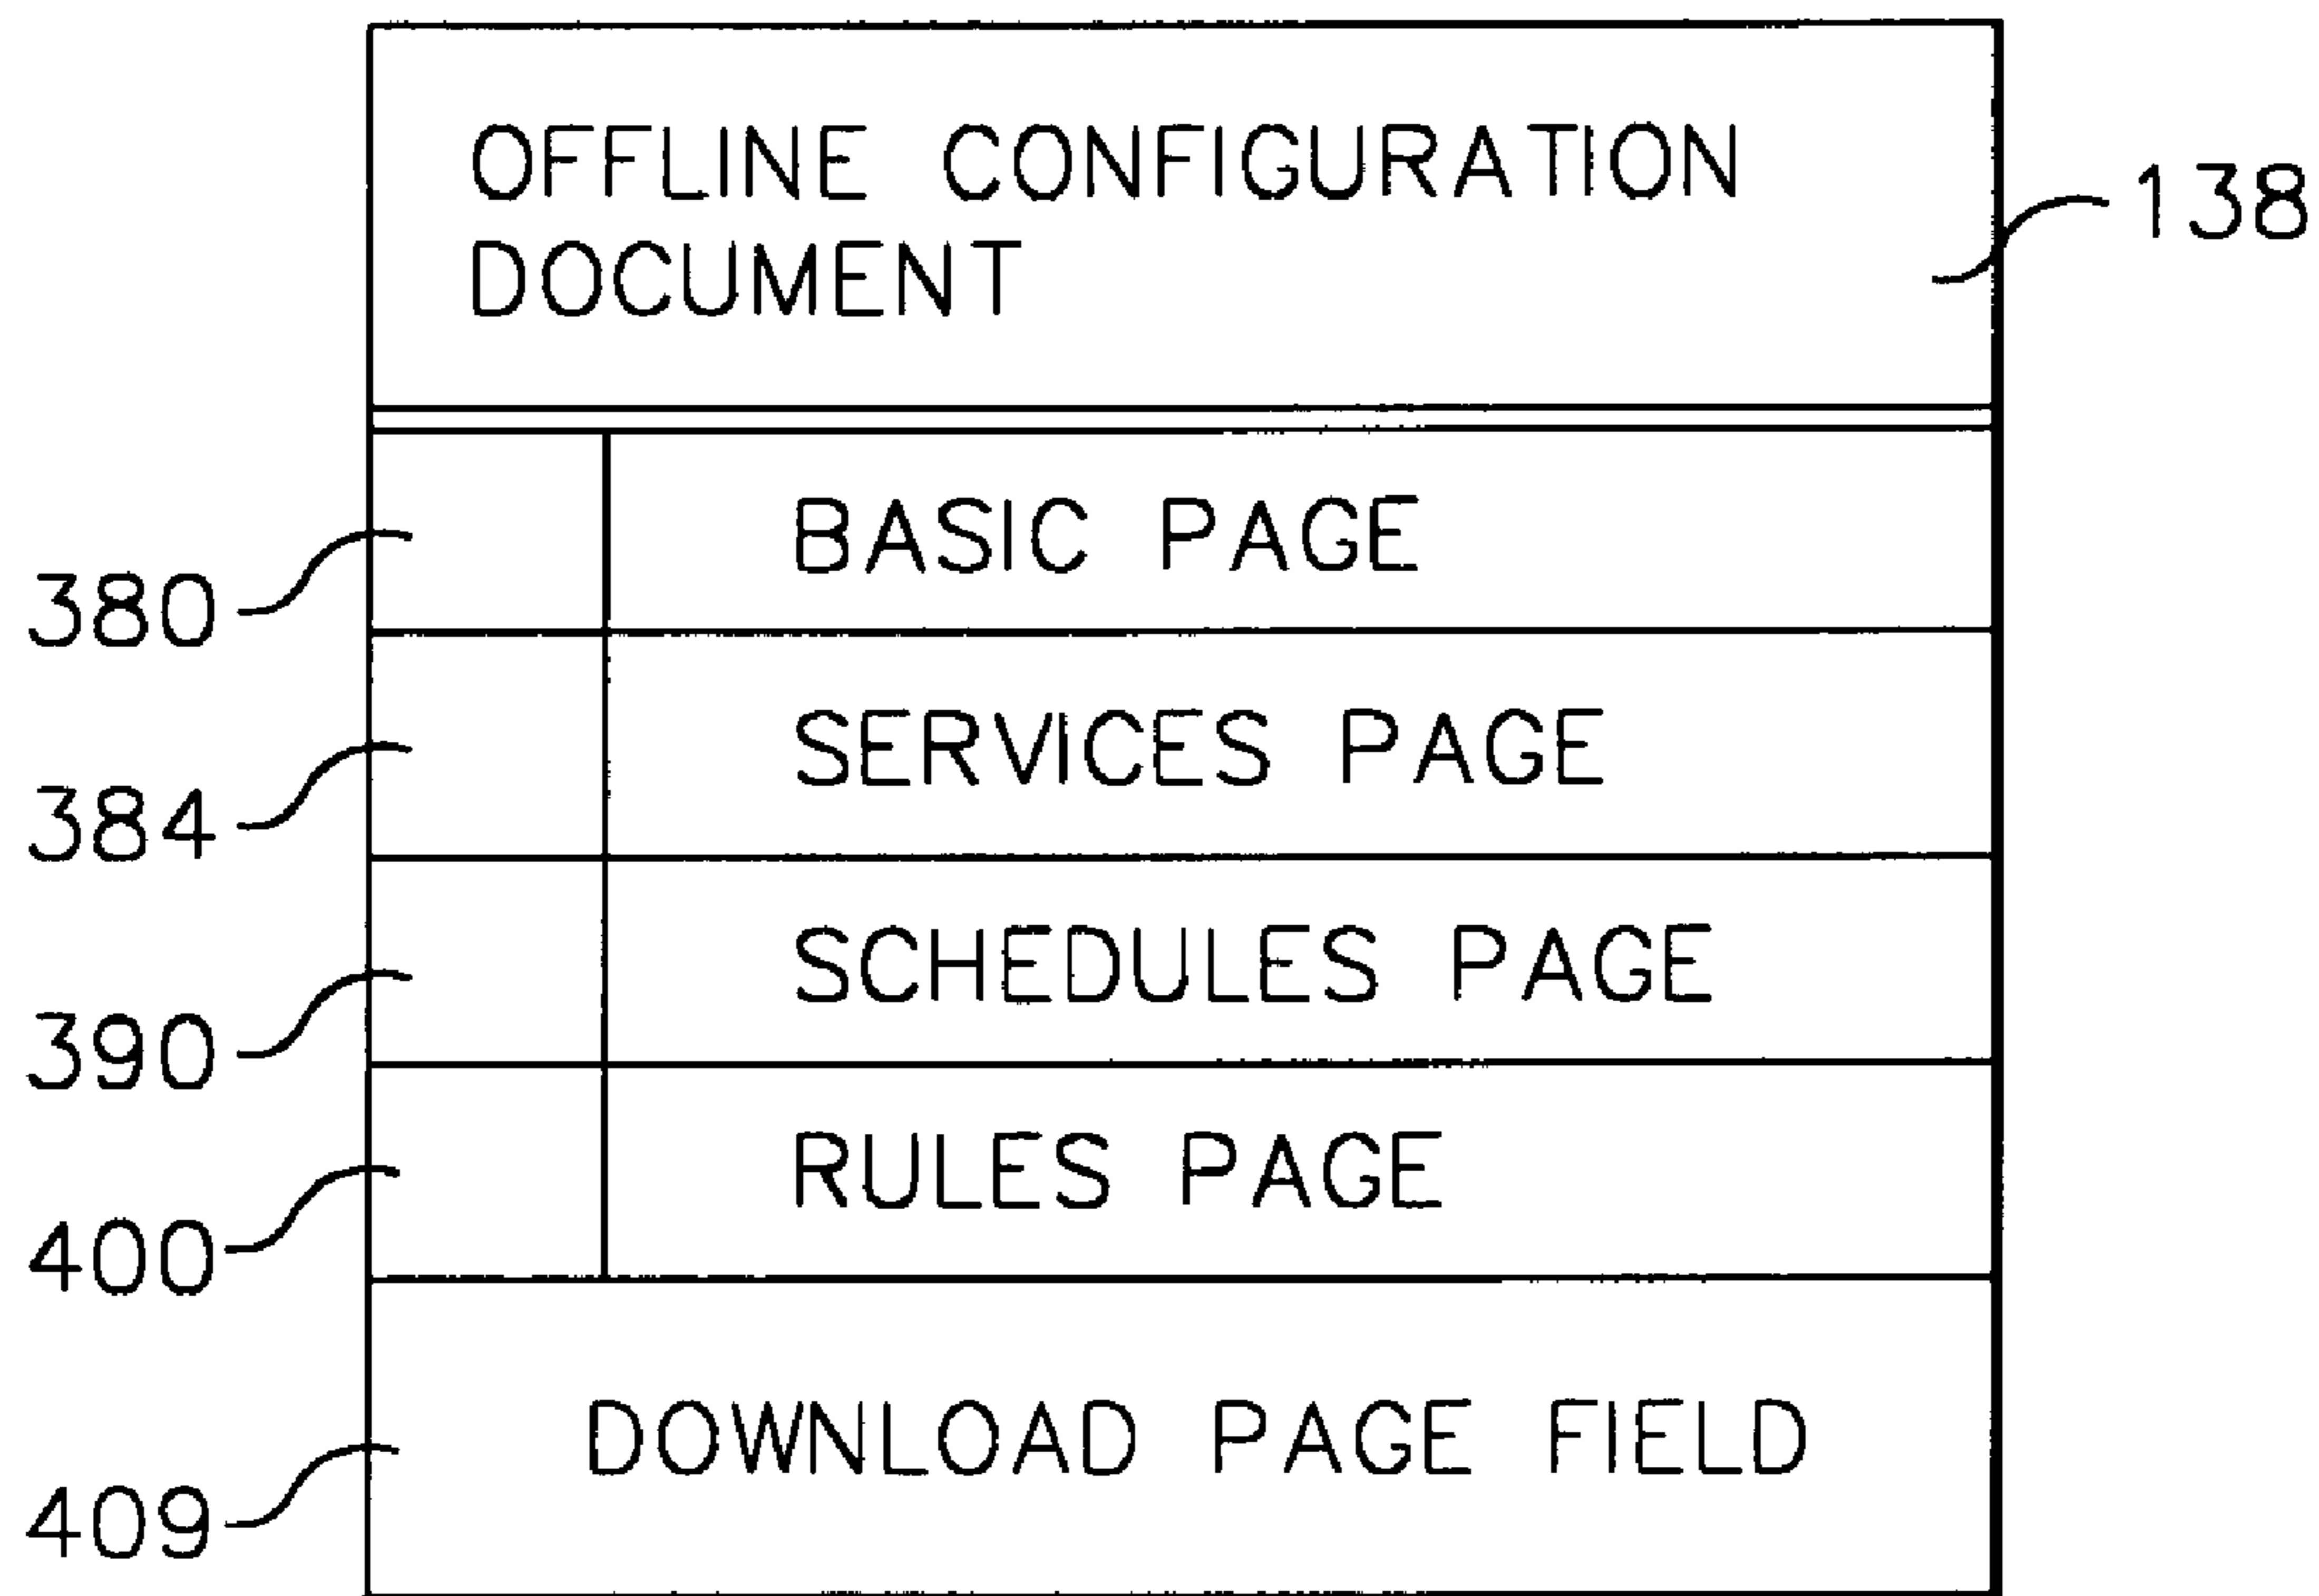 OFFLINE CONFIGURATION
DOCUMENT
138
BASIC PAGE
380
SERVICES PAGE
384
SCHEDULES PAGE
390
RULES PAGE
400
DOWNLOAD PAGE FIELD
409